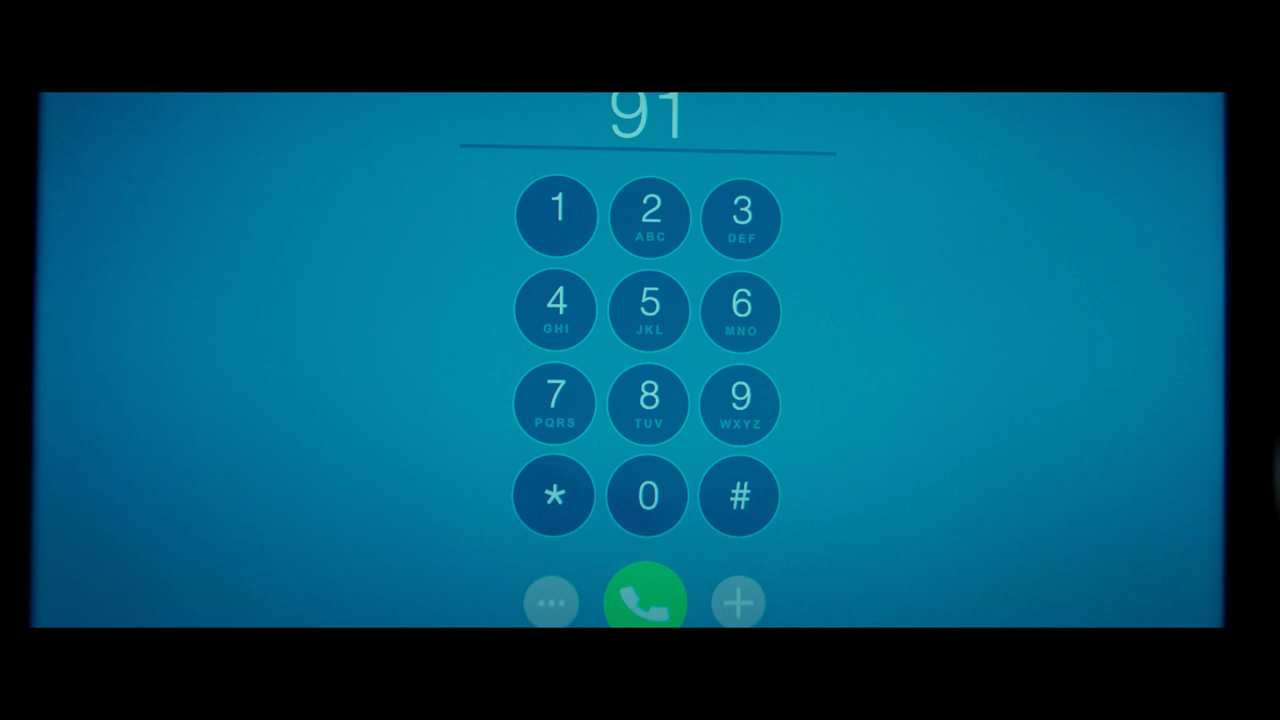 91
1 2 3
ABC DEF
4 5 6
GHI JKL MNO
7 8 9
PQRS TUV WXYZ
* 0 #